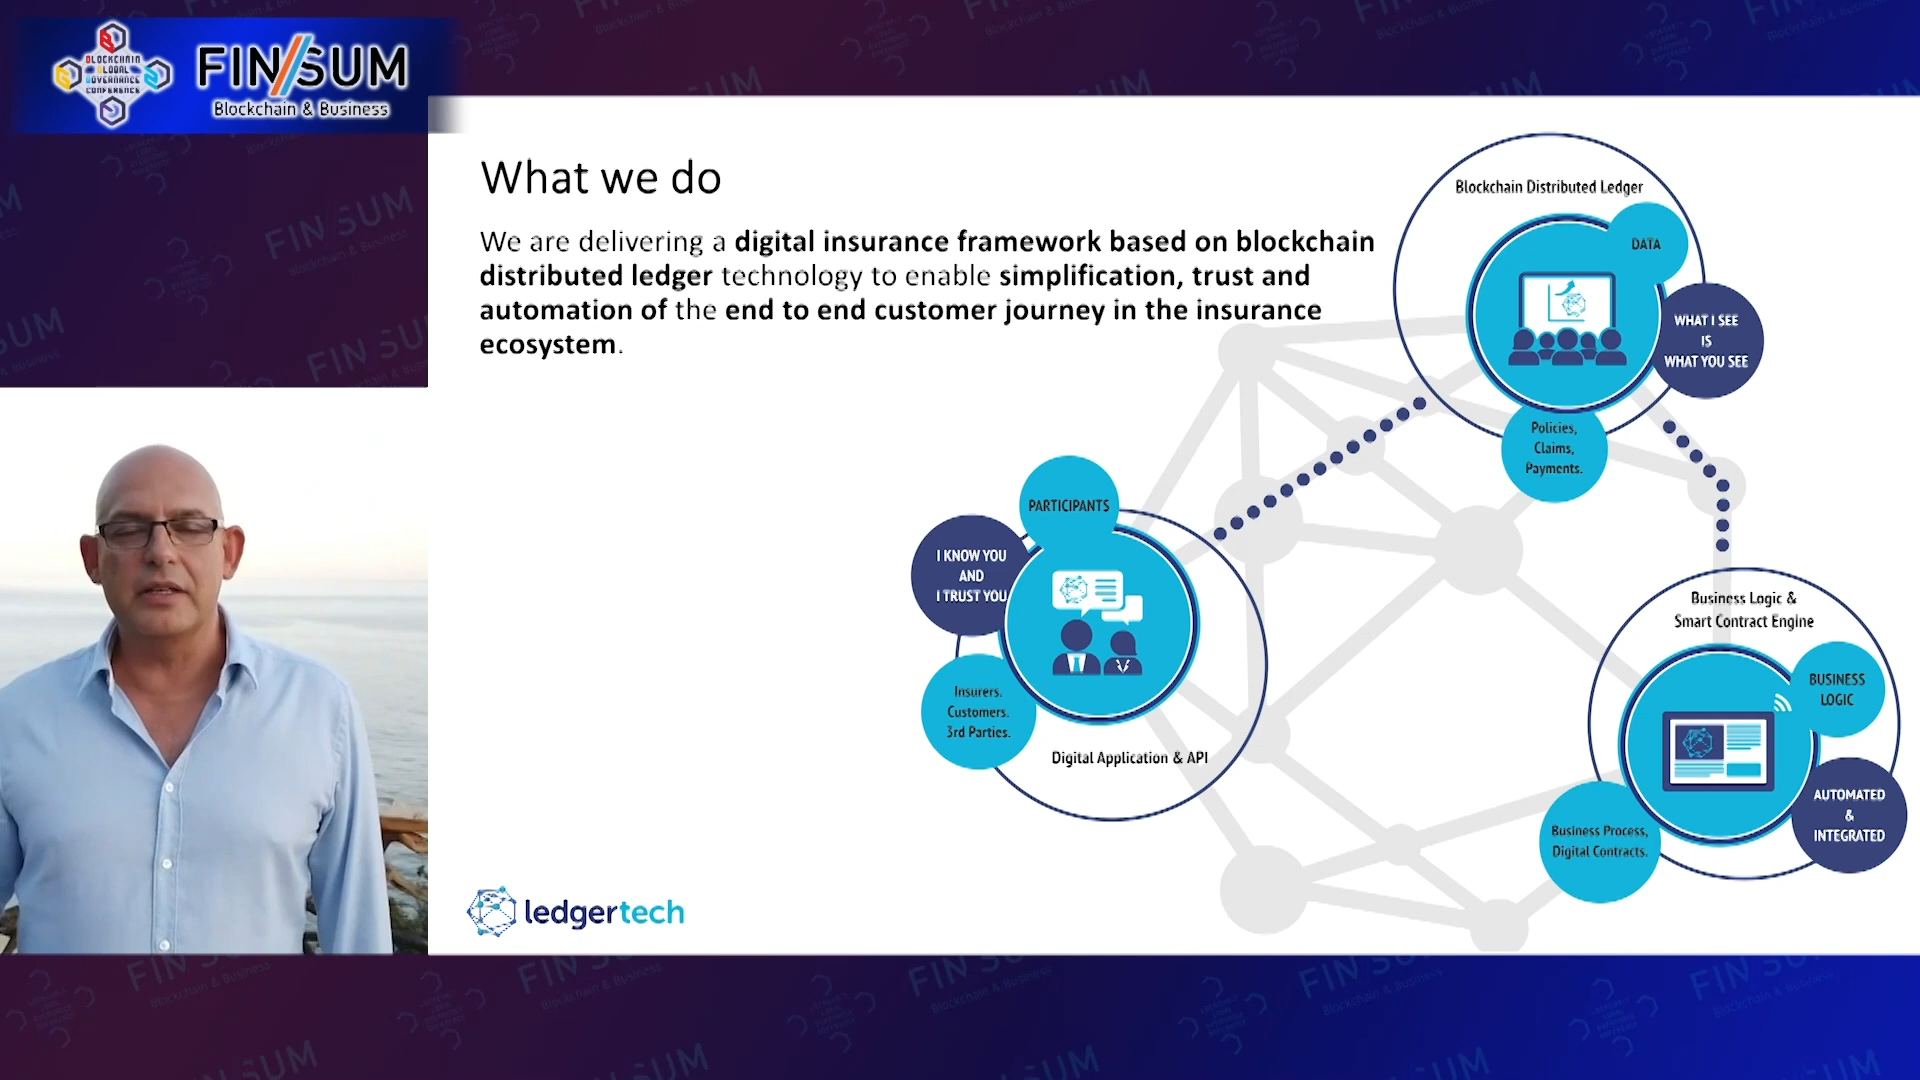 BLOCKCHAIN
GLOBAL
GOVERNANCE
CONFERENCE
FIN/SUM
Blockchain & Business
What we do
We are delivering a digital insurance framework based on blockchain
distributed ledger technology to enable simplification, trust and
automation of the end to end customer journey in the insurance
ecosystem.
Blockchain Distributed Ledger
DATA
WHAT I SEE
IS
WHAT YOU SEE
Policies,
Claims,
Payments.
PARTICIPANTS
I KNOW YOU
AND
I TRUST YOU
Insurers.
Customers.
3rd Parties.
Digital Application & API
Business Logic &
Smart Contract Engine
BUSINESS
LOGIC
AUTOMATED
&
INTEGRATED
Business Process,
Digital Contracts.
ledgertech